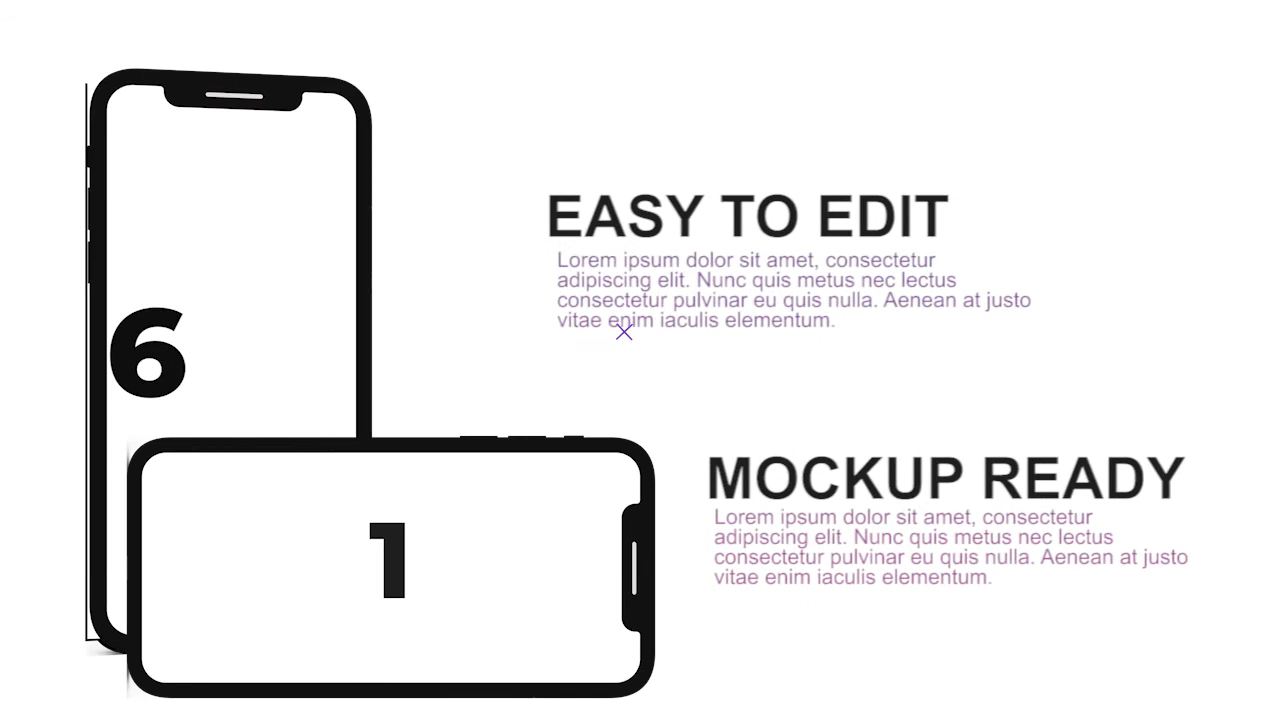 EASY TO EDIT
Lorem ipsum dolor sit amet, consectetur
adipiscing elit. Nunc quis metus nec lectus
consectetur pulvinar eu quis nulla. Aenean at justo
vitae enim iaculis elementum.
6
MOCKUP READY
Lorem ipsum dolor sit amet, consectetur
adipiscing elit. Nunc quis metus nec lectus
consectetur pulvinar eu quis nulla. Aenean at justo
vitae enim iaculis elementum.
1